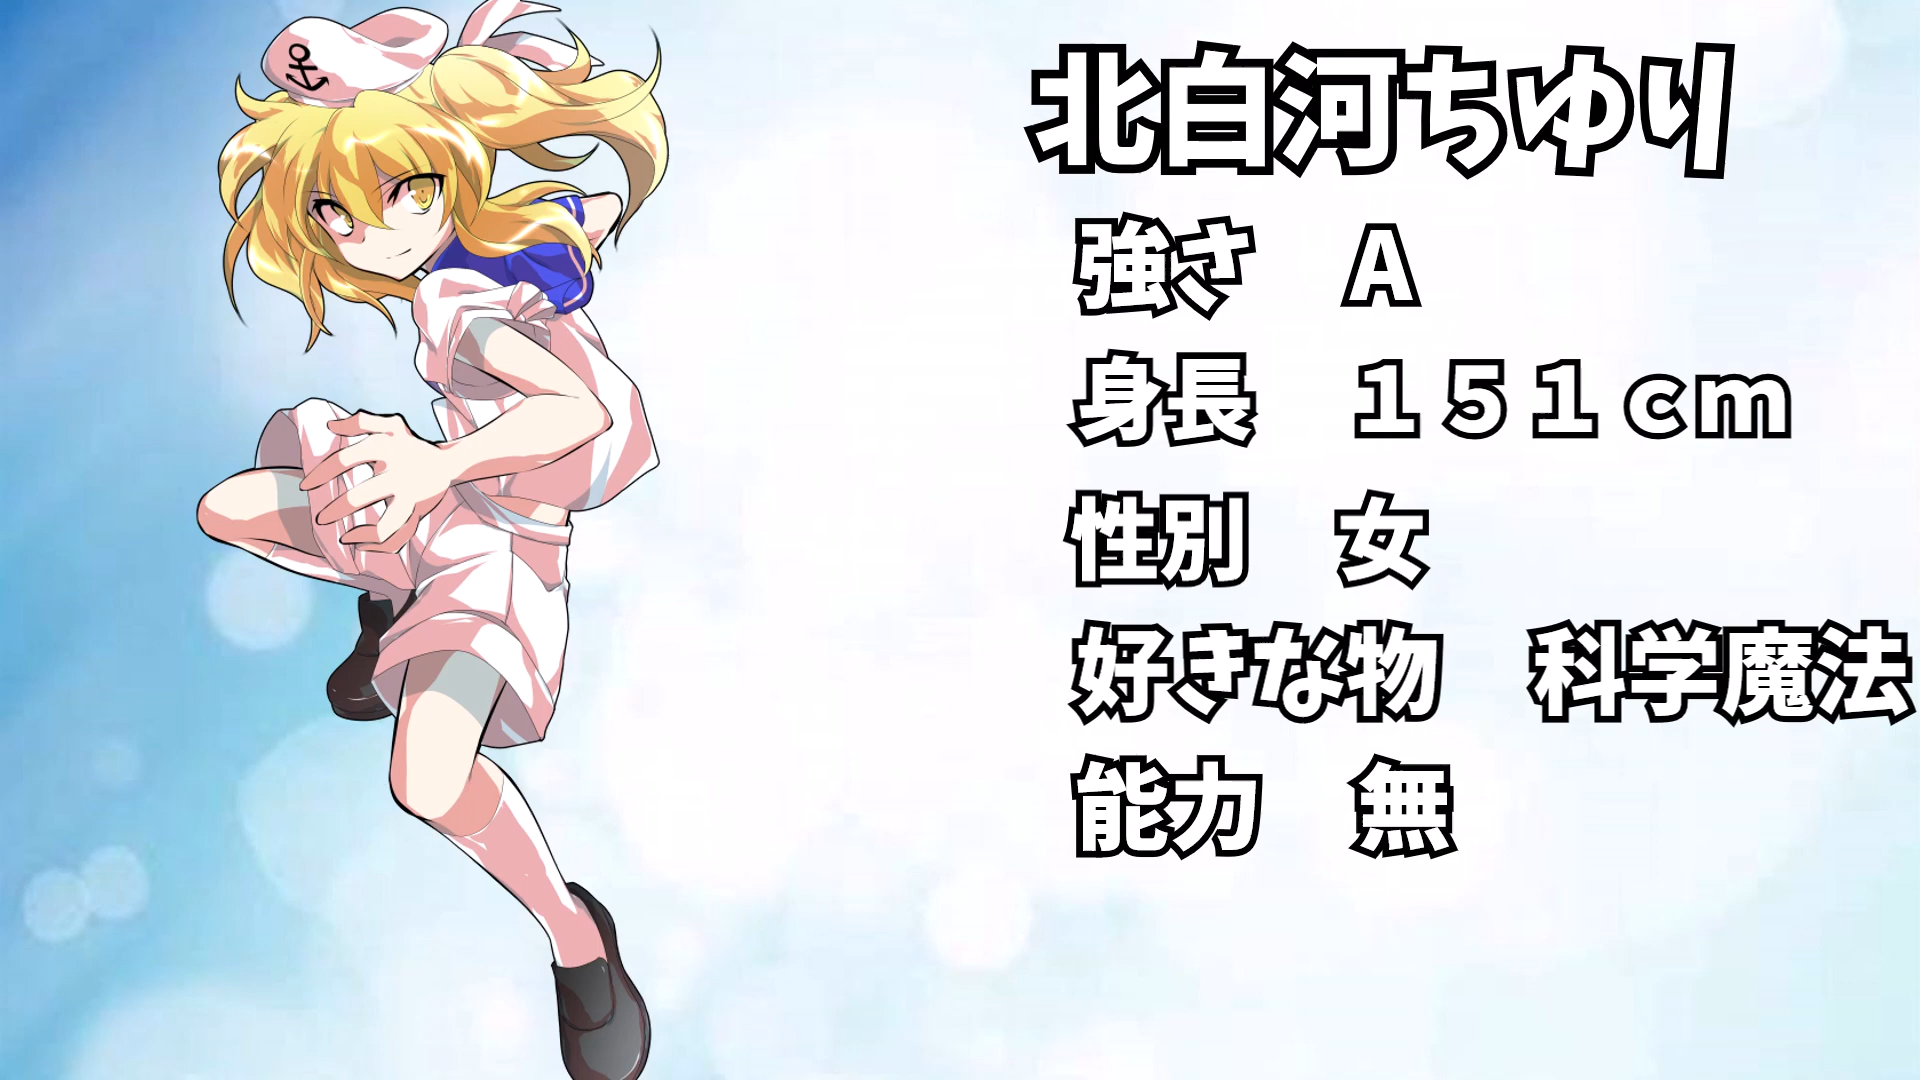 北白河ちゆり
強さ　A
身長　１５１ｃｍ
性別　女
好きな物　科学魔法
能力　無